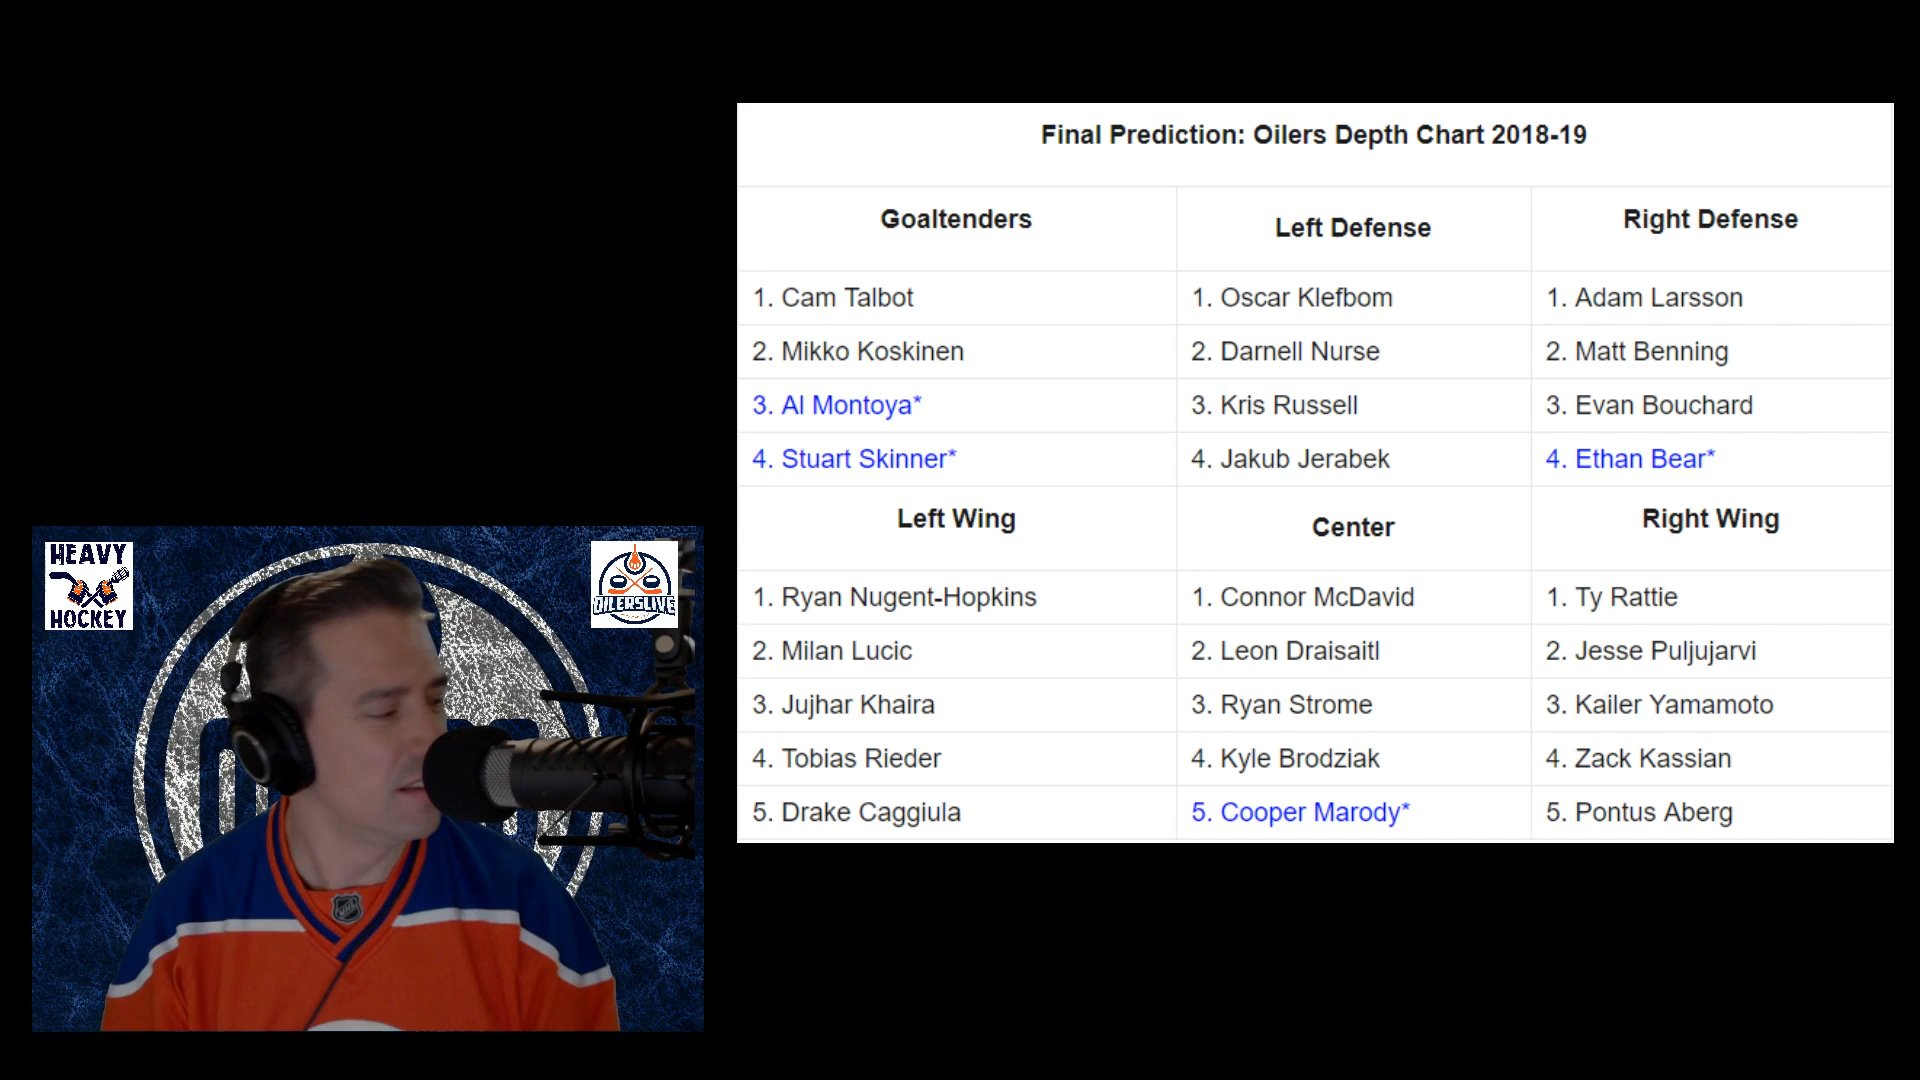 Final Prediction: Oilers Depth Chart 2018-19
Goaltenders Left Defense Right Defense
1. Cam Talbot 1. Oscar Klefbom 1. Adam Larsson
2. Mikko Koskinen 2. Darnell Nurse 2. Matt Benning
3. Al Montoya* 3. Kris Russell 3. Evan Bouchard
4. Stuart Skinner* 4. Jakub Jerabek 4. Ethan Bear*
Left Wing Center Right Wing
1. Ryan Nugent-Hopkins 1. Connor McDavid 1. Ty Rattie
2. Milan Lucic 2. Leon Draisaitl 2. Jesse Puljujarvi
3. Jujhar Khaira 3. Ryan Strome 3. Kailer Yamamoto
4. Tobias Rieder 4. Kyle Brodziak 4. Zack Kassian
5. Drake Caggiula 5. Cooper Marody* 5. Pontus Aberg
HEAVY
HOCKEY
OILERSLIVE
NHL